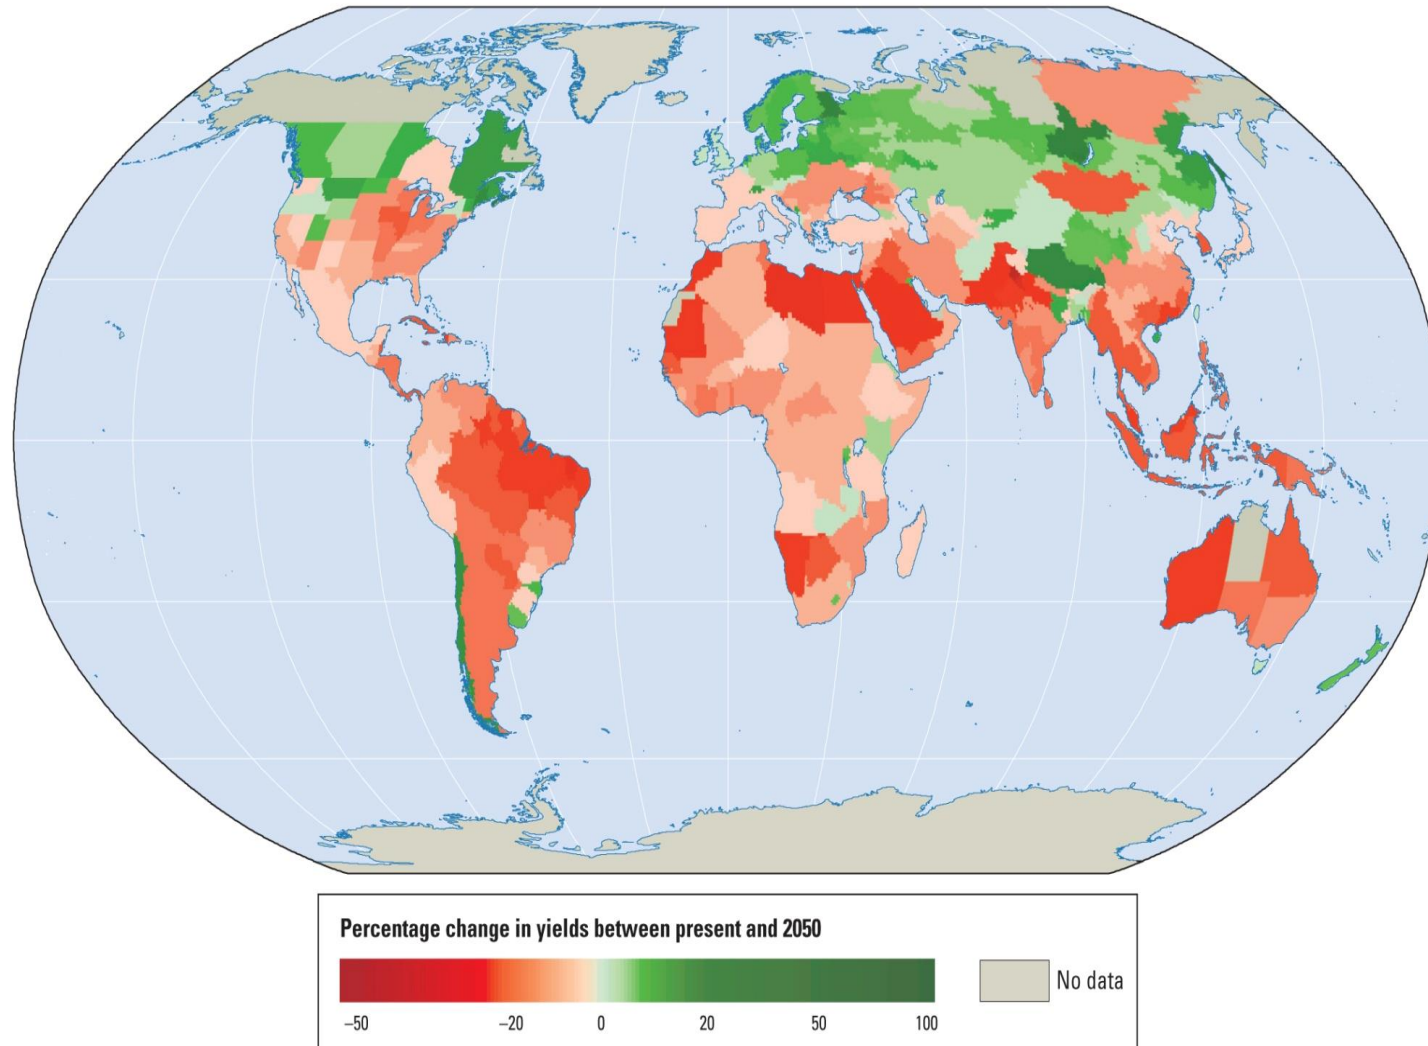 Percentage change in yields between present and 2050
No data
–50 –20 0 20 50 100